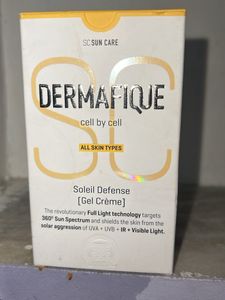 SC SUN CARE
SC
DERMAFIQUE
cell by cell
ALL SKIN TYPES
Soleil Defense
[Gel Crème]
The revolutionary Full Light technology targets
360° Sun Spectrum and shields the skin from the
solar aggression of UVA + UVB + IR + Visible Light.